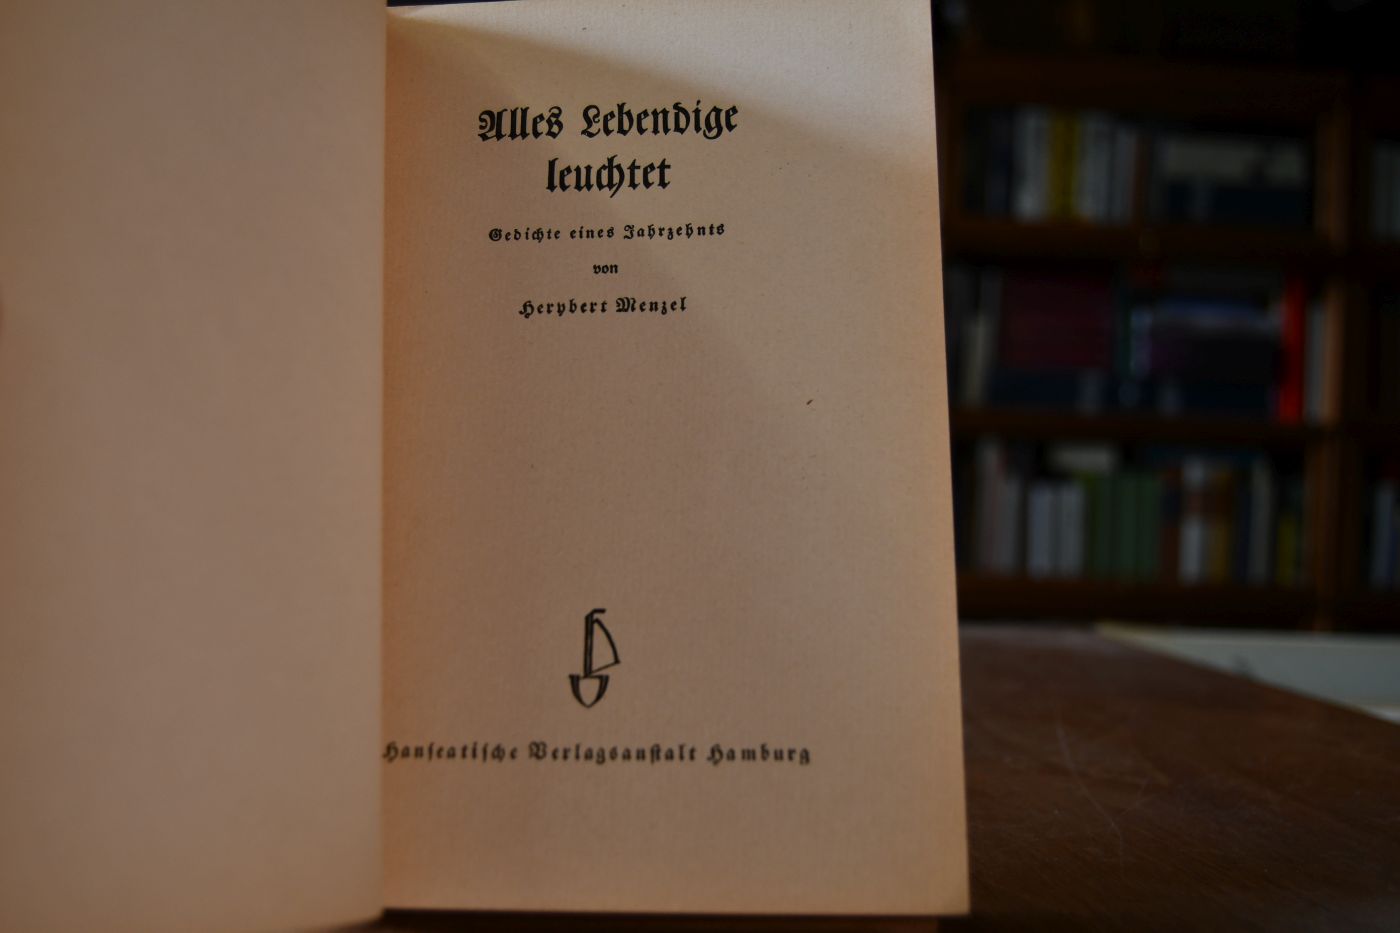 Alles Lebendige
leuchtet
Gedichte eines Jahrzehnts
von
Herybert Menzel
Hanseatische Verlagsanstalt Hamburg